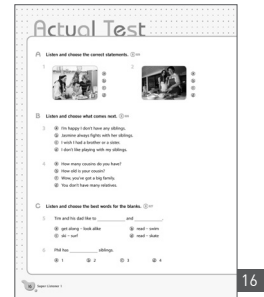 Actual Test
A Listen and choose the correct statements.
1
2
ⓐ
ⓑ
ⓒ
ⓓ
ⓐ
ⓑ
ⓒ
ⓓ
B Listen and choose what comes next.
3 ⓐ I'm happy I don't have any siblings.
ⓑ Jasmine always fights with her siblings.
ⓒ I wish I had a brother or a sister.
ⓓ I don't like playing with my siblings.
4 ⓐ How many cousins do you have?
ⓑ How old is your cousin?
ⓒ Wow, you've got a big family.
ⓓ You don't have many relatives.
C Listen and choose the best words for the blanks.
5 Tim and his dad like to ________ and ________.
ⓐ get along – look alike ⓑ read – swim
ⓒ ski – surf ⓓ read – skate
6 Phil has ________ siblings.
ⓐ 1 ⓑ 2 ⓒ 3 ⓓ 4
16